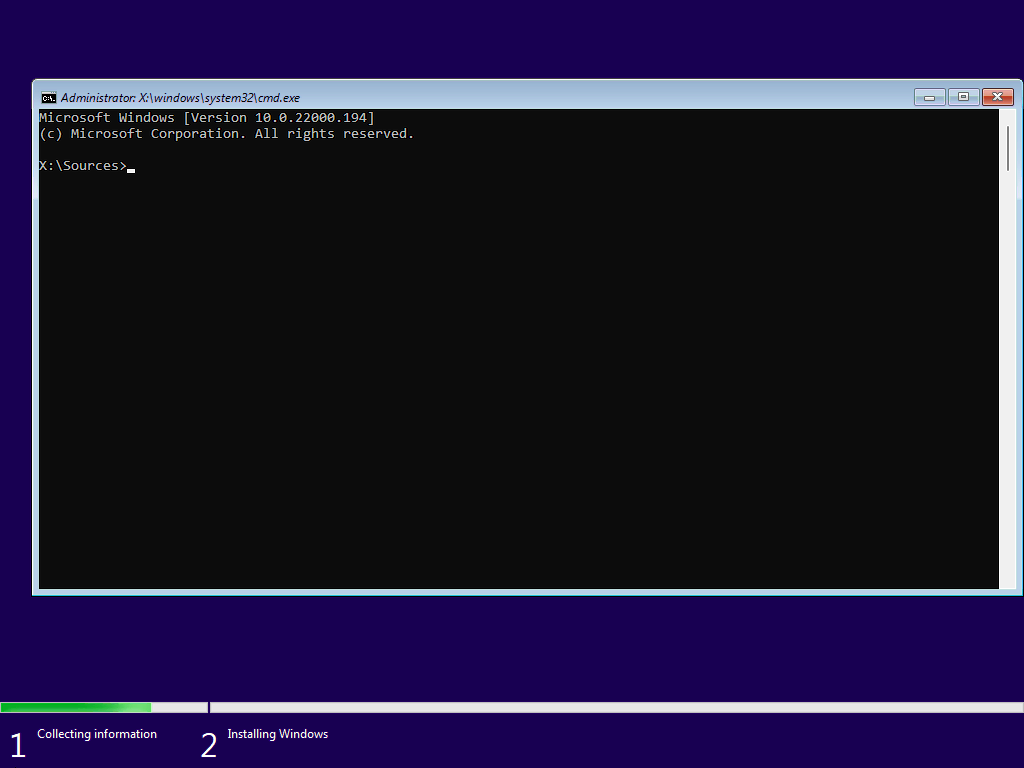 Administrator: X:\windows\system32\cmd.exe
Microsoft Windows [Version 10.0.22000.194]
(c) Microsoft Corporation. All rights reserved.
X:\Sources>
1 Collecting information 2 Installing Windows